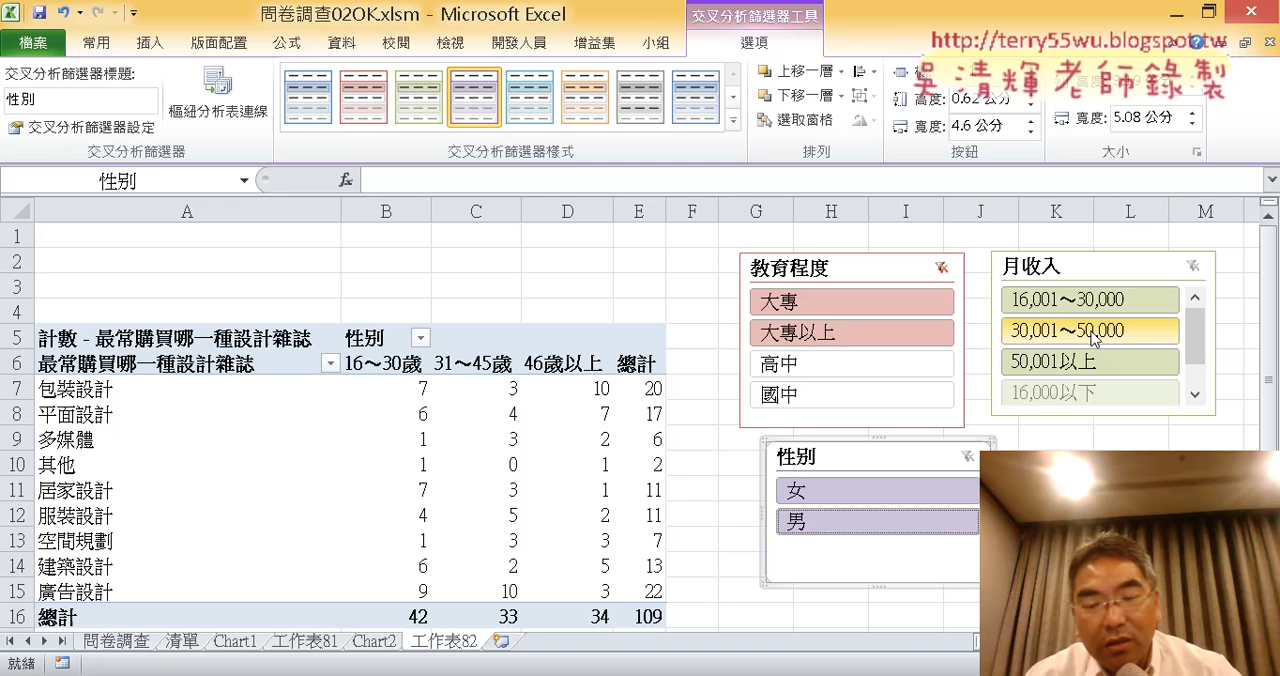 問卷調查02OK.xlsm - Microsoft Excel
交叉分析篩選器工具
檔案 常用 插入 版面配置 公式 資料 校閱 檢視 開發人員 增益集 小組 選項
http://terry55wu.blogspot.tw
吳清輝老師錄製
交叉分析篩選器標題:
性別
交叉分析篩選器設定
樞紐分析表連線
交叉分析篩選器
交叉分析篩選器樣式
上移一層
下移一層
選取窗格
排列
高度: 0.62 公分
寬度: 4.6 公分
按鈕
寬度: 5.08 公分
大小
性別 fx
A B C D E F G H I J K L M
1
2
3
4
5 計數 - 最常購買哪一種設計雜誌 性別
6 最常購買哪一種設計雜誌 16~30歲 31~45歲 46歲以上 總計
7 包裝設計 7 3 10 20
8 平面設計 6 4 7 17
9 多媒體 1 3 2 6
10 其他 1 0 1 2
11 居家設計 7 3 1 11
12 服裝設計 4 5 2 11
13 空間規劃 1 3 3 7
14 建築設計 6 2 5 13
15 廣告設計 9 10 3 22
16 總計 42 33 34 109
教育程度
大專
大專以上
高中
國中
月收入
16,001～30,000
30,001～50,000
50,001以上
16,000以下
性別
女
男
問卷調查 清單 Chart1 工作表81 Chart2 工作表82
就緒